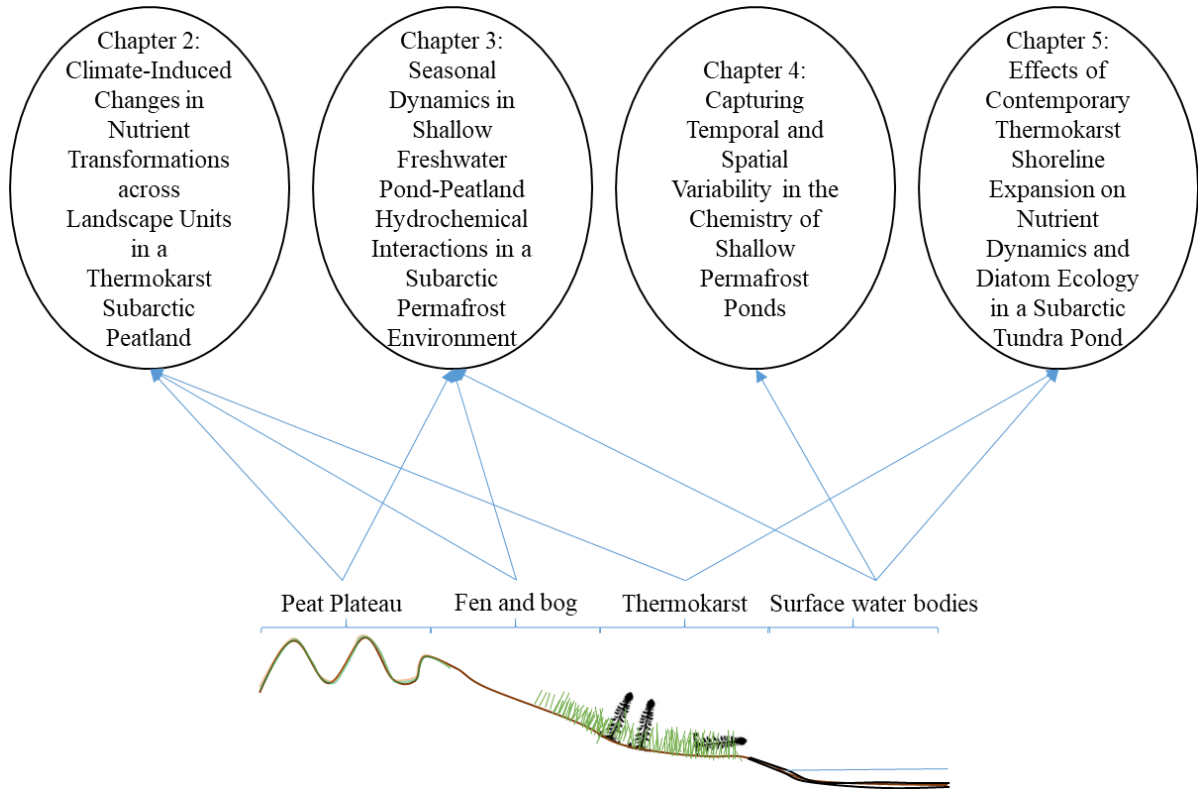 Chapter 2:
Climate-Induced
Changes in
Nutrient
Transformations
across
Landscape Units
in a
Thermokarst
Subarctic
Peatland
Chapter 3:
Seasonal
Dynamics in
Shallow
Freshwater
Pond-Peatland
Hydrochemical
Interactions in a
Subarctic
Permafrost
Environment
Chapter 4:
Capturing
Temporal and
Spatial
Variability in the
Chemistry of
Shallow
Permafrost
Ponds
Chapter 5:
Effects of
Contemporary
Thermokarst
Shoreline
Expansion on
Nutrient
Dynamics and
Diatom Ecology
in a Subarctic
Tundra Pond
Peat Plateau
Fen and bog
Thermokarst
Surface water bodies